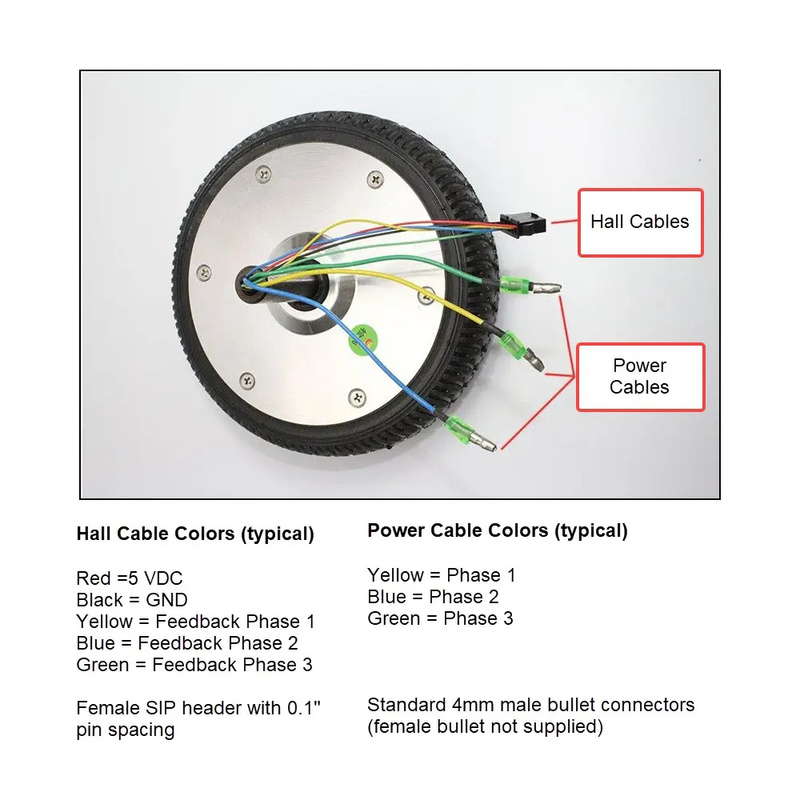 Hall Cables
Power
Cables
Hall Cable Colors (typical)
Red =5 VDC
Black = GND
Yellow = Feedback Phase 1
Blue = Feedback Phase 2
Green = Feedback Phase 3
Female SIP header with 0.1"
pin spacing
Power Cable Colors (typical)
Yellow = Phase 1
Blue = Phase 2
Green = Phase 3
Standard 4mm male bullet connectors
(female bullet not supplied)